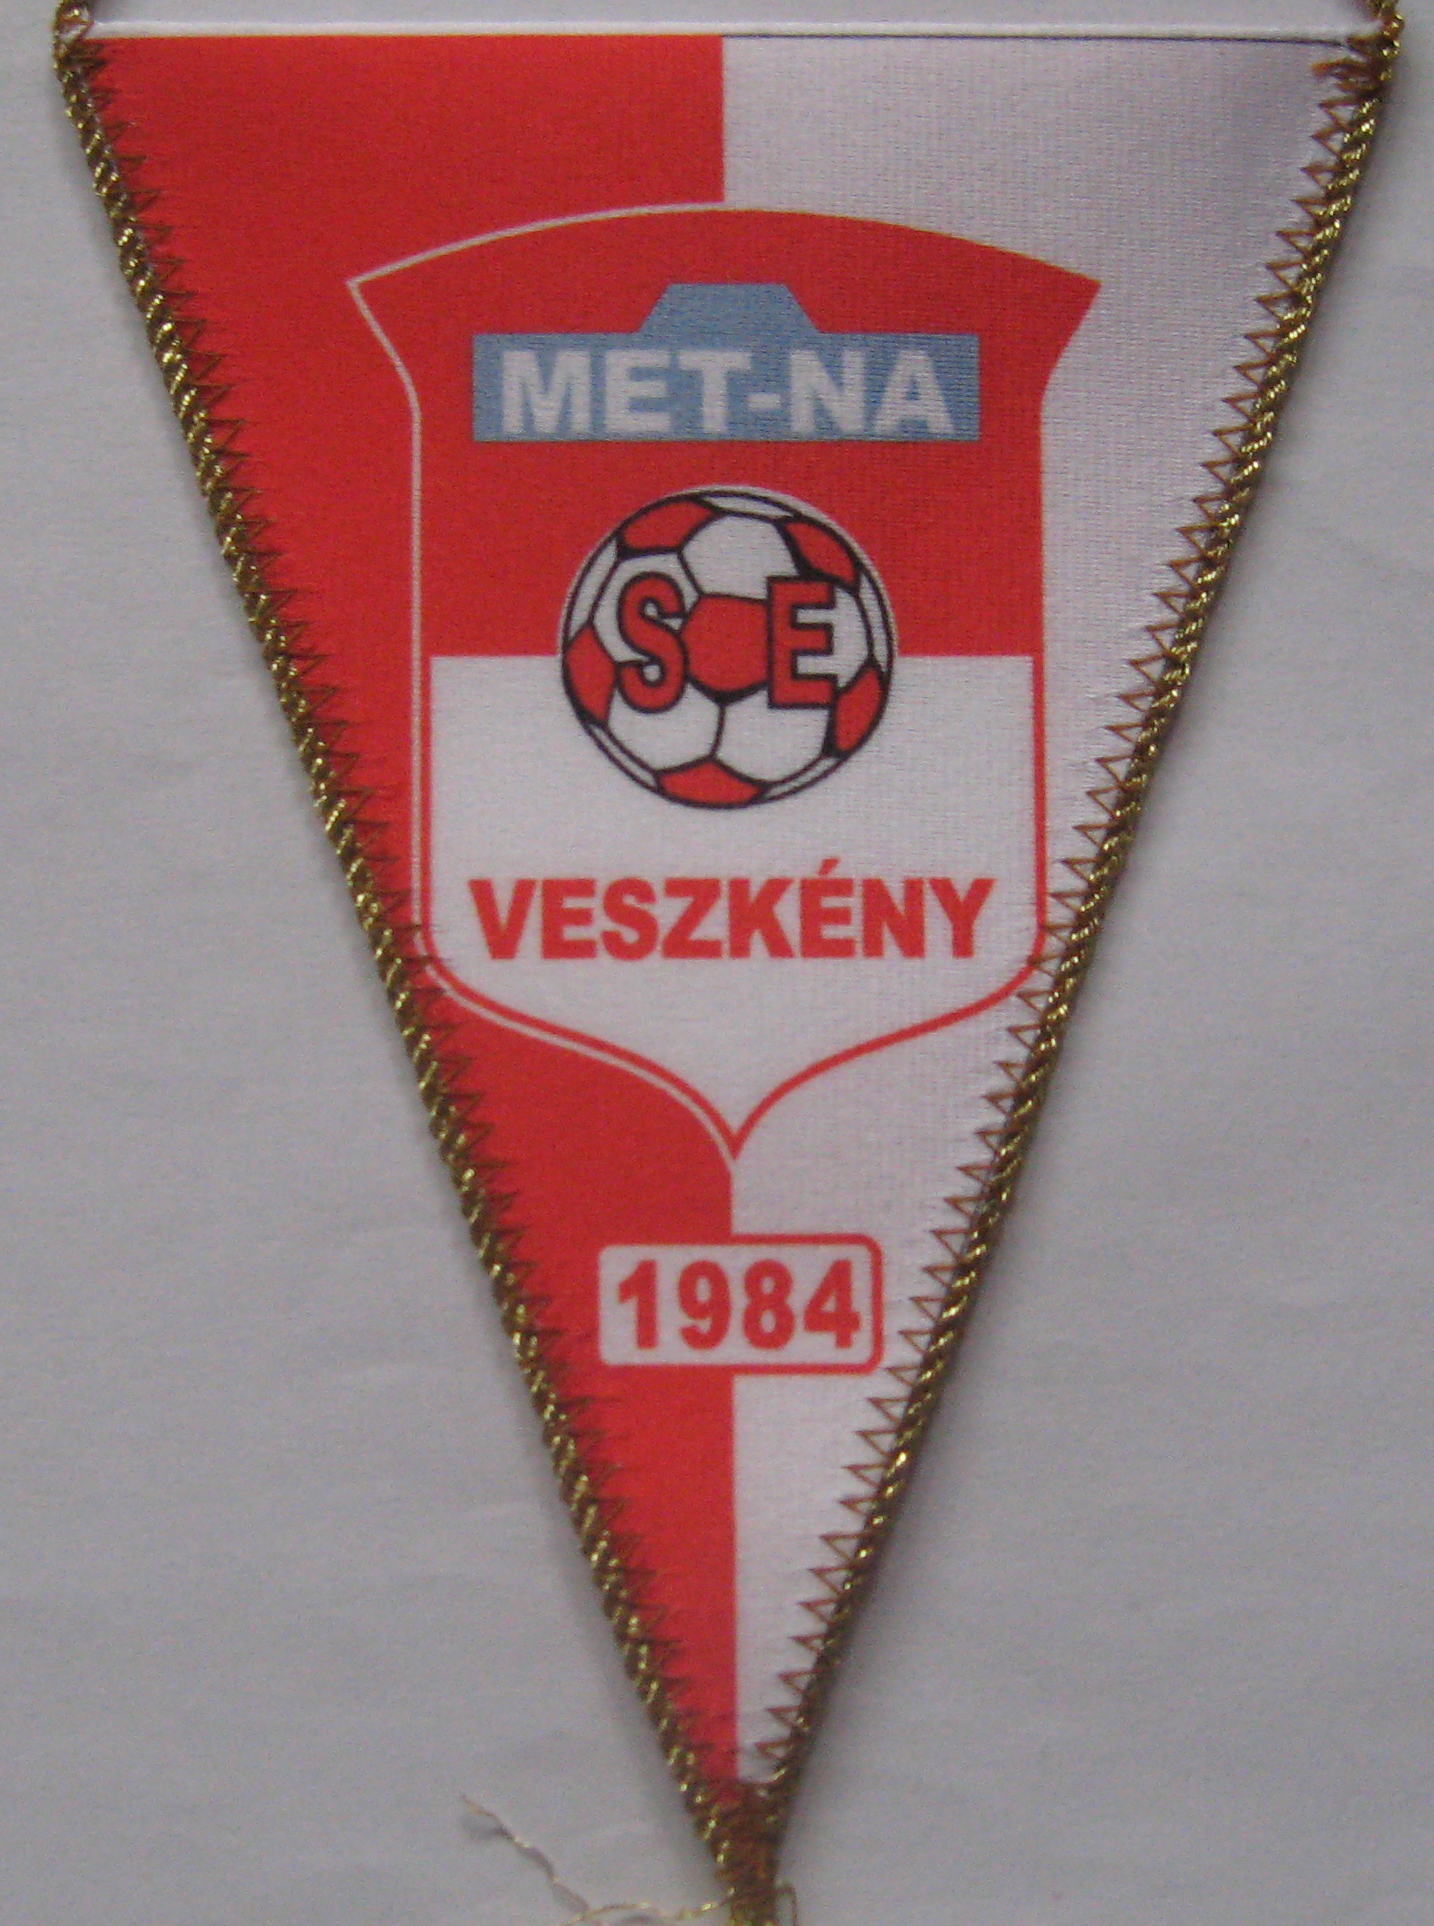 MET-NA
SE
VESZKÉNY
1984